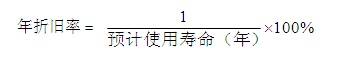 年折旧率 = 1
预计使用寿命（年） ×100%